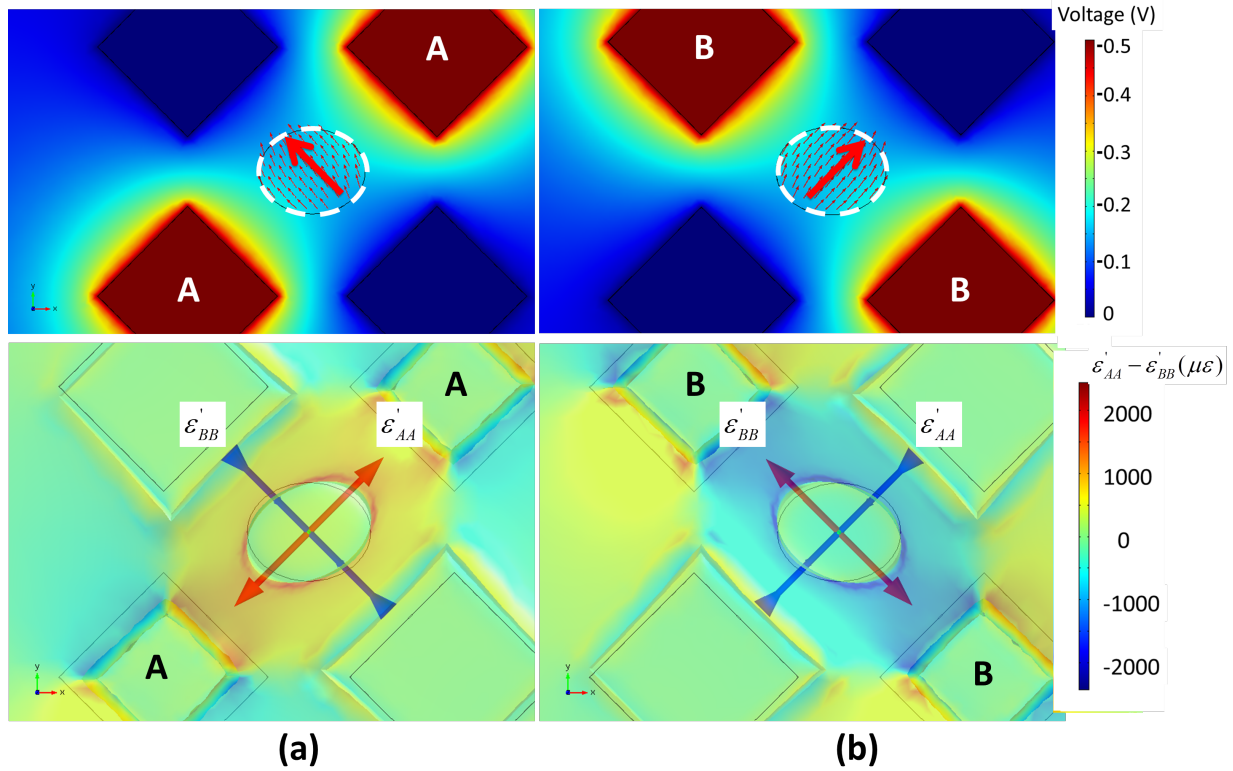 Voltage (V)
A
B
-0.5
-0.4
-0.3
-0.2
-0.1
0
A
B
y
x
ε'AA − ε'BB (με)
A
B
2000
1000
0
-1000
-2000
ε'BB
ε'AA
ε'BB
ε'AA
A
B
y
x
y
x
(a)
(b)